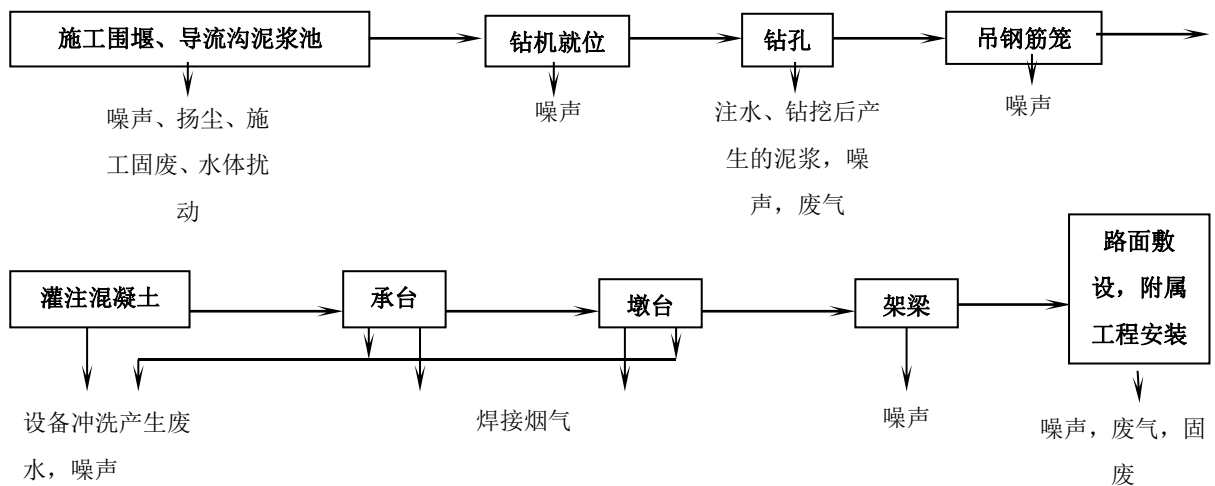 施工围堰、导流沟泥浆池
钻机就位
钻孔
吊钢筋笼
噪声、扬尘、施
工固废、水体扰
动
噪声
注水、钻挖后产
生的泥浆，噪
声，废气
噪声
灌注混凝土
承台
墩台
架梁
路面敷
设，附属
工程安装
设备冲洗产生废
水，噪声
焊接烟气
噪声
噪声，废气，固
废